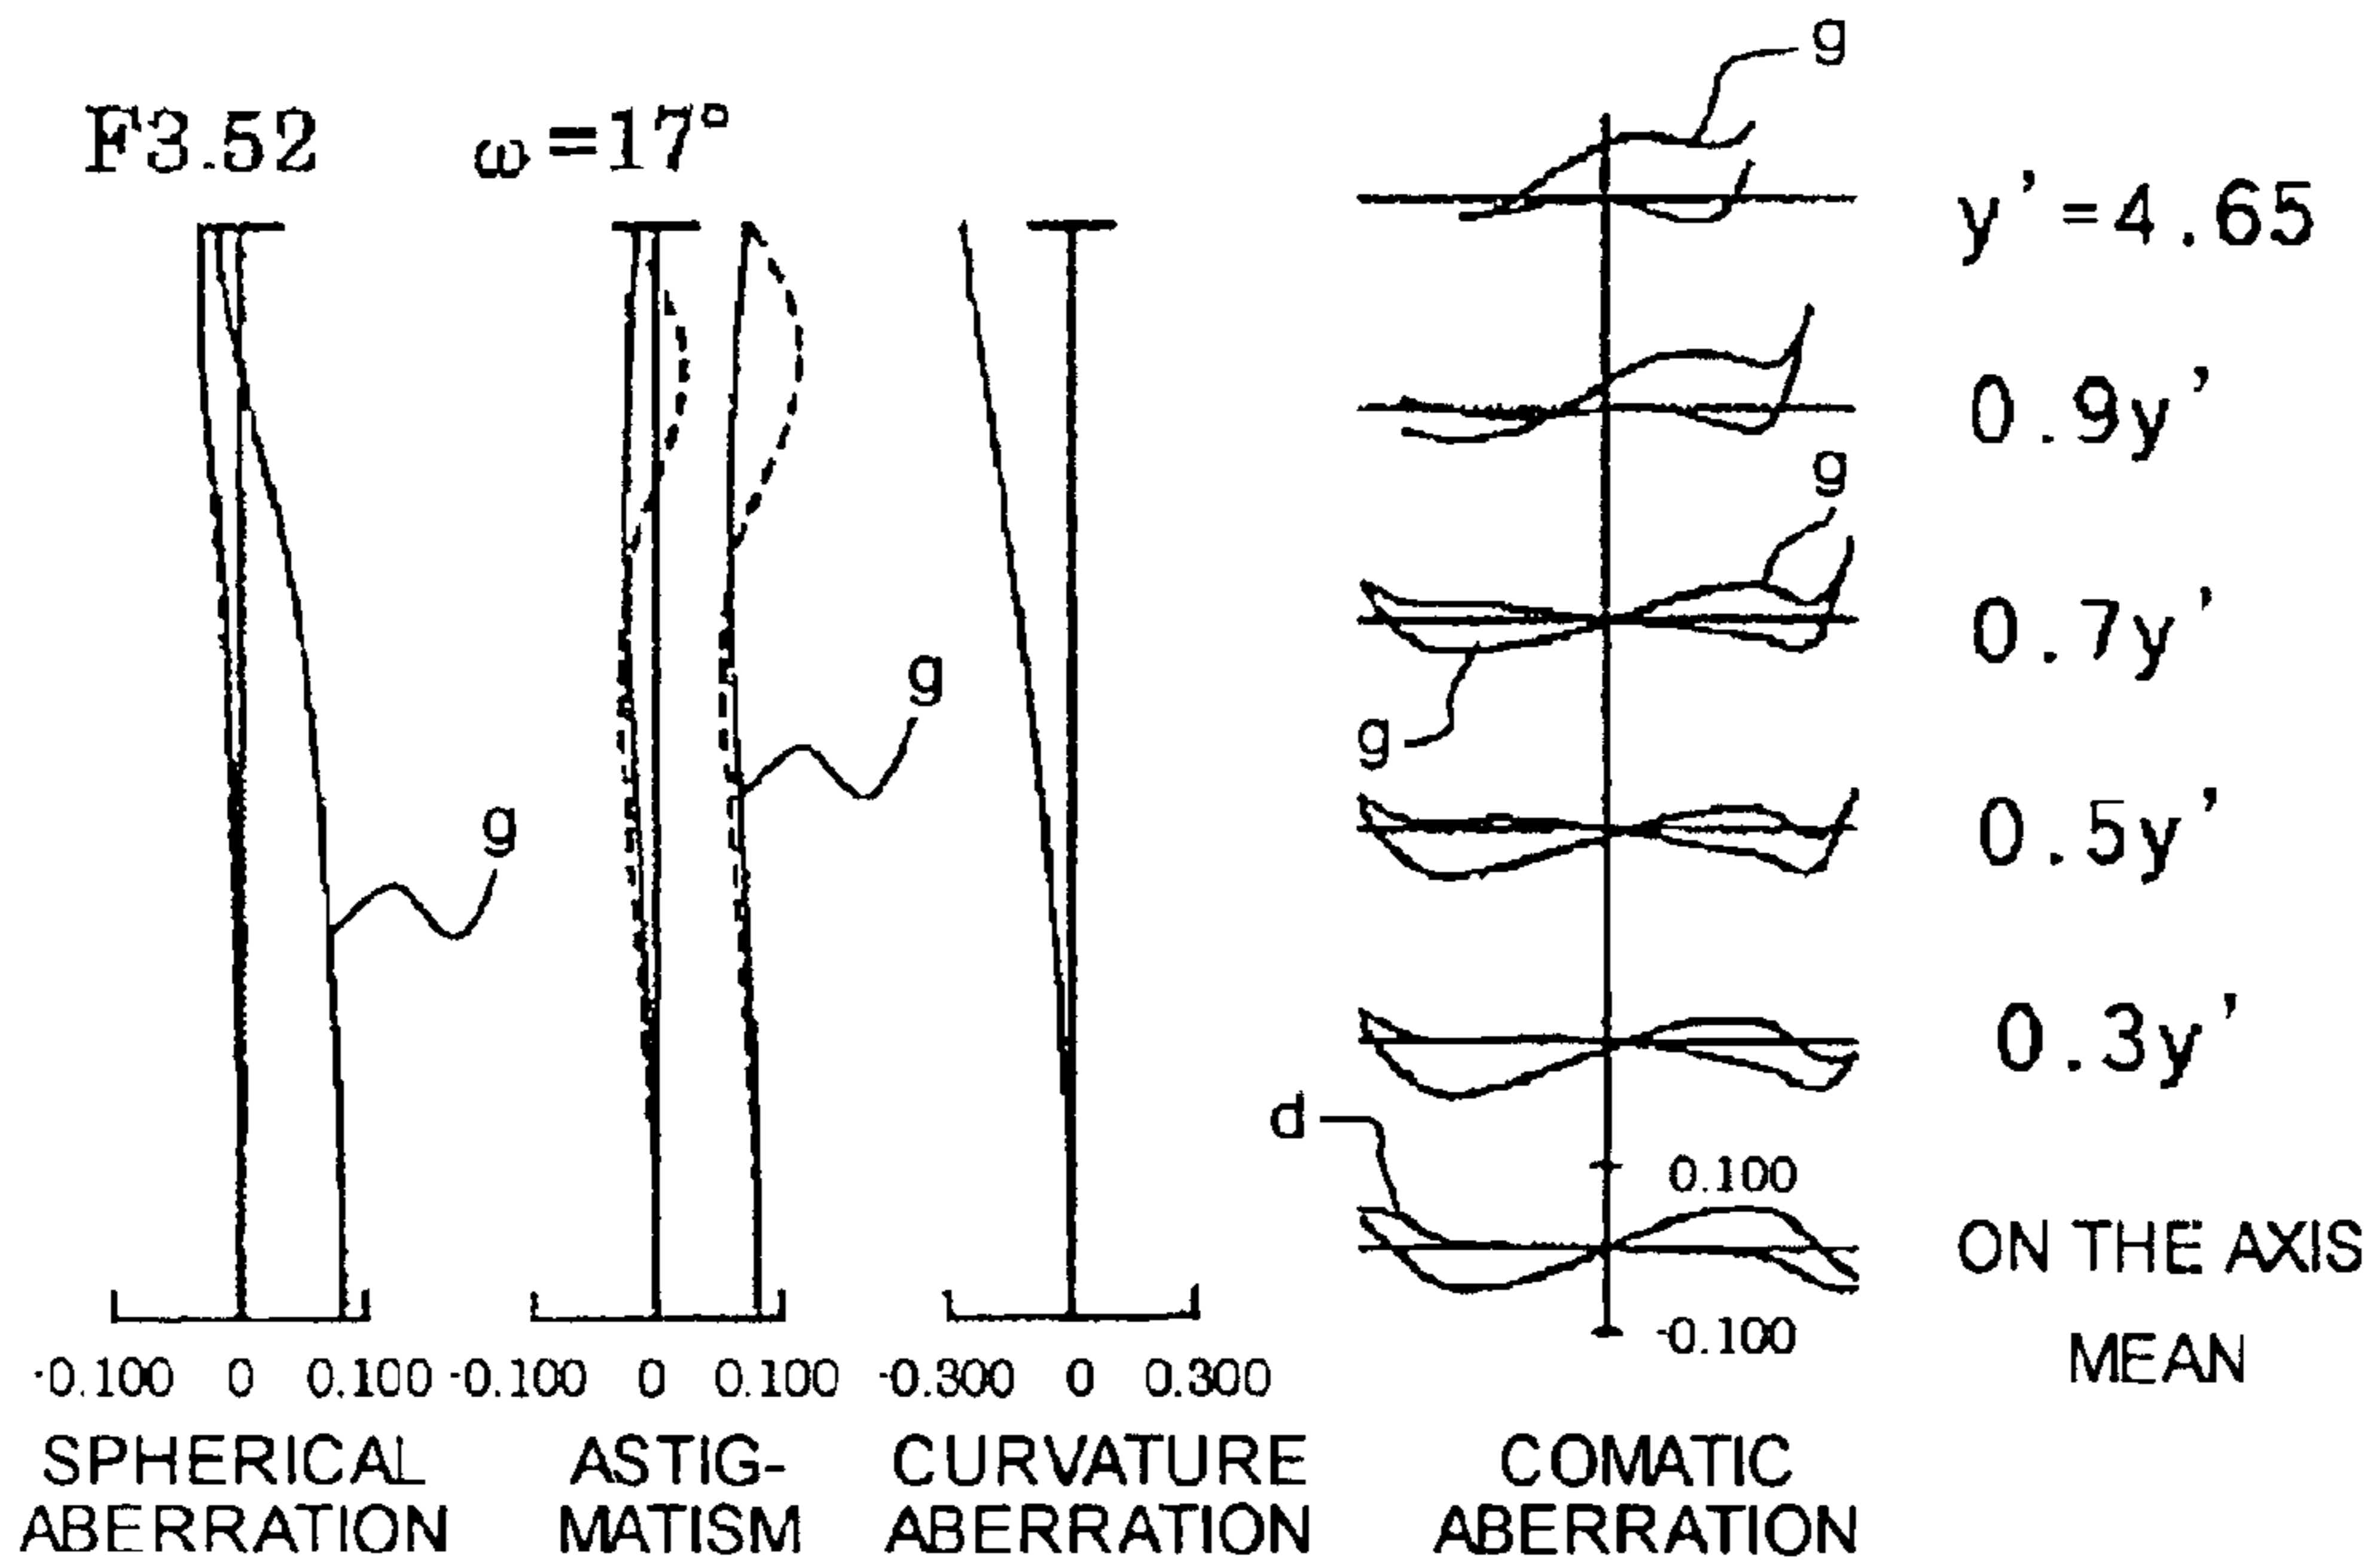 F3.52 ω=17°
g
y'=4.65
0.9y'
g
0.7y'
g
g
0.5y'
g
0.3y'
d
0.100
ON THE AXIS
-0.100
MEAN
-0.100 0 0.100
-0.100 0 0.100
-0.300 0 0.300
SPHERICAL
ABERRATION
ASTIG-
MATISM
CURVATURE
ABERRATION
COMATIC
ABERRATION